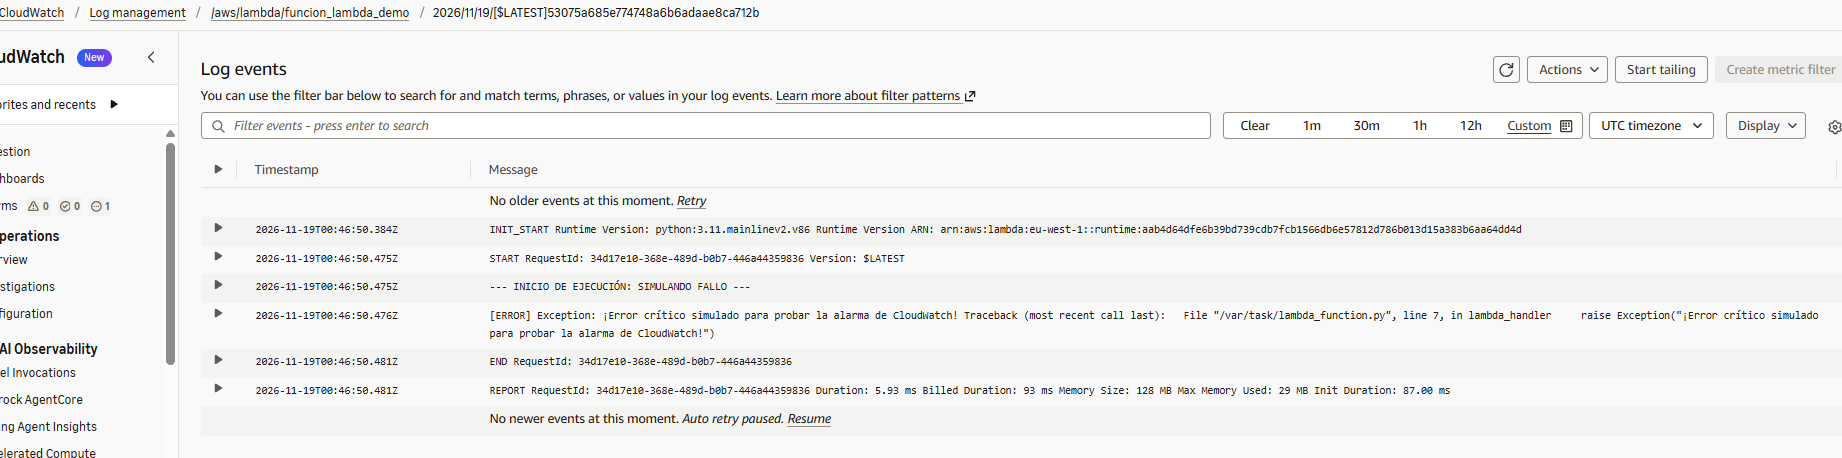 CloudWatch / Log management / /aws/lambda/funcion_lambda_demo / 2026/11/19/[$LATEST]53075a685e774748a6b6adaae8ca712b
udWatch New
rites and recents
estion
hboards
rms 0 0 1
perations
rview
stigations
figuration
AI Observability
el Invocations
rock AgentCore
ng Agent Insights
elerated Compute
Log events
Actions Start tailing Create metric filter
You can use the filter bar below to search for and match terms, phrases, or values in your log events. Learn more about filter patterns
Filter events - press enter to search
Clear 1m 30m 1h 12h Custom UTC timezone Display
Timestamp Message
No older events at this moment. Retry
2026-11-19T00:46:50.384Z INIT_START Runtime Version: python:3.11.mainlinev2.v86 Runtime Version ARN: arn:aws:lambda:eu-west-1::runtime:aab4d64dfe6b39bd739cdb7fcb1566db6e57812d786b013d15a383b6aa64dd4d
2026-11-19T00:46:50.475Z START RequestId: 34d17e10-368e-489d-b0b7-446a44359836 Version: $LATEST
2026-11-19T00:46:50.475Z --- INICIO DE EJECUCIÓN: SIMULANDO FALLO ---
2026-11-19T00:46:50.476Z [ERROR] Exception: ¡Error crítico simulado para probar la alarma de CloudWatch! Traceback (most recent call last): File "/var/task/lambda_function.py", line 7, in lambda_handler raise Exception("¡Error crítico simulado
para probar la alarma de CloudWatch!")
2026-11-19T00:46:50.481Z END RequestId: 34d17e10-368e-489d-b0b7-446a44359836
2026-11-19T00:46:50.481Z REPORT RequestId: 34d17e10-368e-489d-b0b7-446a44359836 Duration: 5.93 ms Billed Duration: 93 ms Memory Size: 128 MB Max Memory Used: 29 MB Init Duration: 87.00 ms
No newer events at this moment. Auto retry paused. Resume